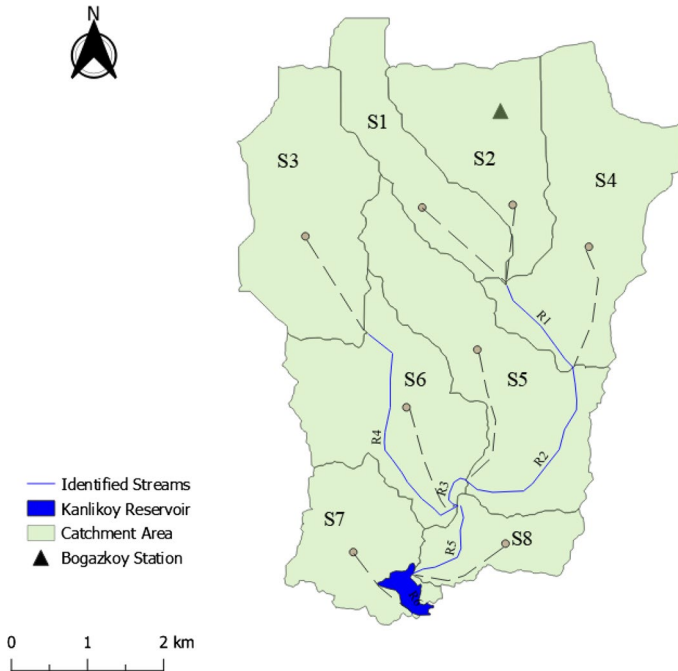 N
S1
S2
S3
S4
R1
S5
S6
R4
R2
R3
S7
S8
R5
Identified Streams
Kanlikoy Reservoir
Catchment Area
Bogazkoy Station
0 1 2 km